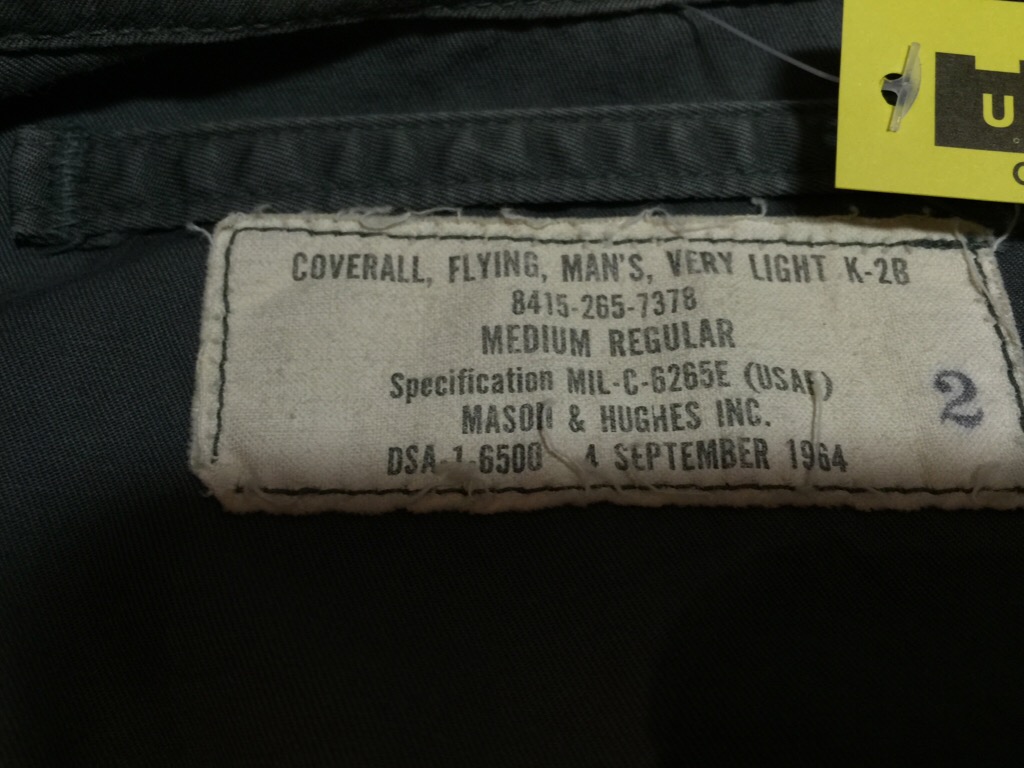 U
COVERALL, FLYING, MAN'S, VERY LIGHT K-2B
8415-265-7378
MEDIUM REGULAR
Specification MIL-C-6265E (USAF)
MASON & HUGHES INC.
DSA-1-6500 4 SEPTEMBER 1964
2